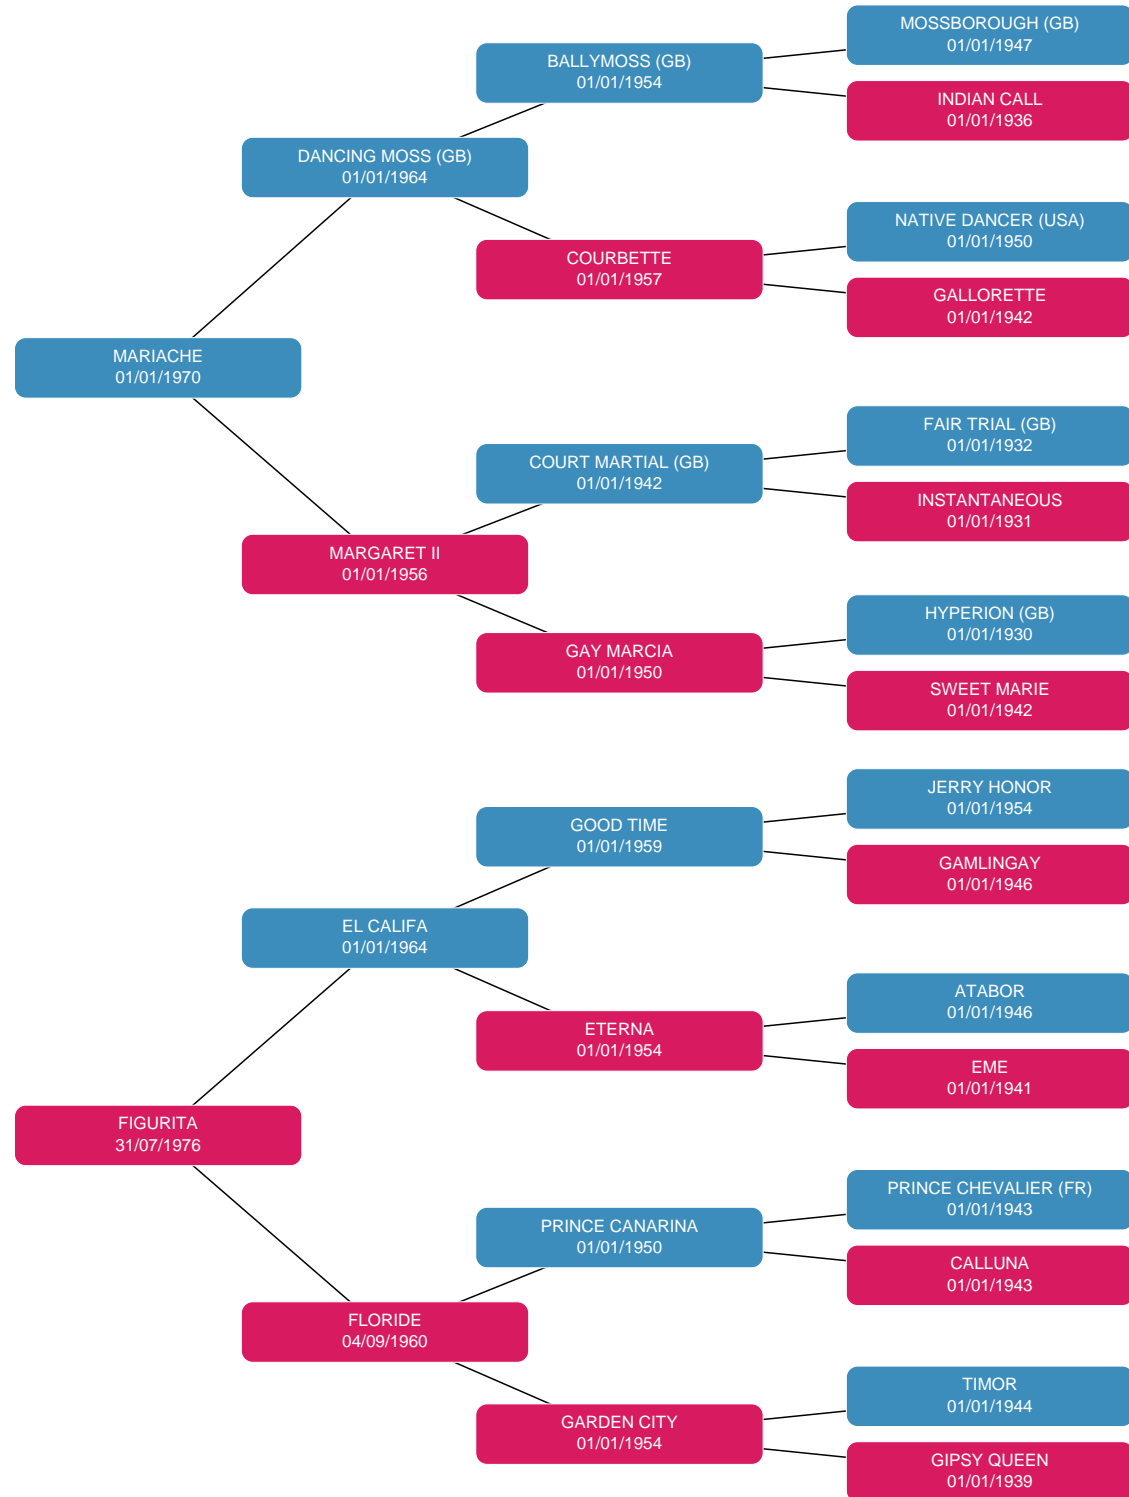 MOSSBOROUGH (GB)
01/01/1947
BALLYMOSS (GB)
01/01/1954
INDIAN CALL
01/01/1936
DANCING MOSS (GB)
01/01/1964
NATIVE DANCER (USA)
01/01/1950
COURBETTE
01/01/1957
GALLORETTE
01/01/1942
MARIACHE
01/01/1970
FAIR TRIAL (GB)
01/01/1932
COURT MARTIAL (GB)
01/01/1942
INSTANTANEOUS
01/01/1931
MARGARET II
01/01/1956
HYPERION (GB)
01/01/1930
GAY MARCIA
01/01/1950
SWEET MARIE
01/01/1942
JERRY HONOR
01/01/1954
GOOD TIME
01/01/1959
GAMLINGAY
01/01/1946
EL CALIFA
01/01/1964
ATABOR
01/01/1946
ETERNA
01/01/1954
EME
01/01/1941
FIGURITA
31/07/1976
PRINCE CHEVALIER (FR)
01/01/1943
PRINCE CANARINA
01/01/1950
CALLUNA
01/01/1943
FLORIDE
04/09/1960
TIMOR
01/01/1944
GARDEN CITY
01/01/1954
GIPSY QUEEN
01/01/1939